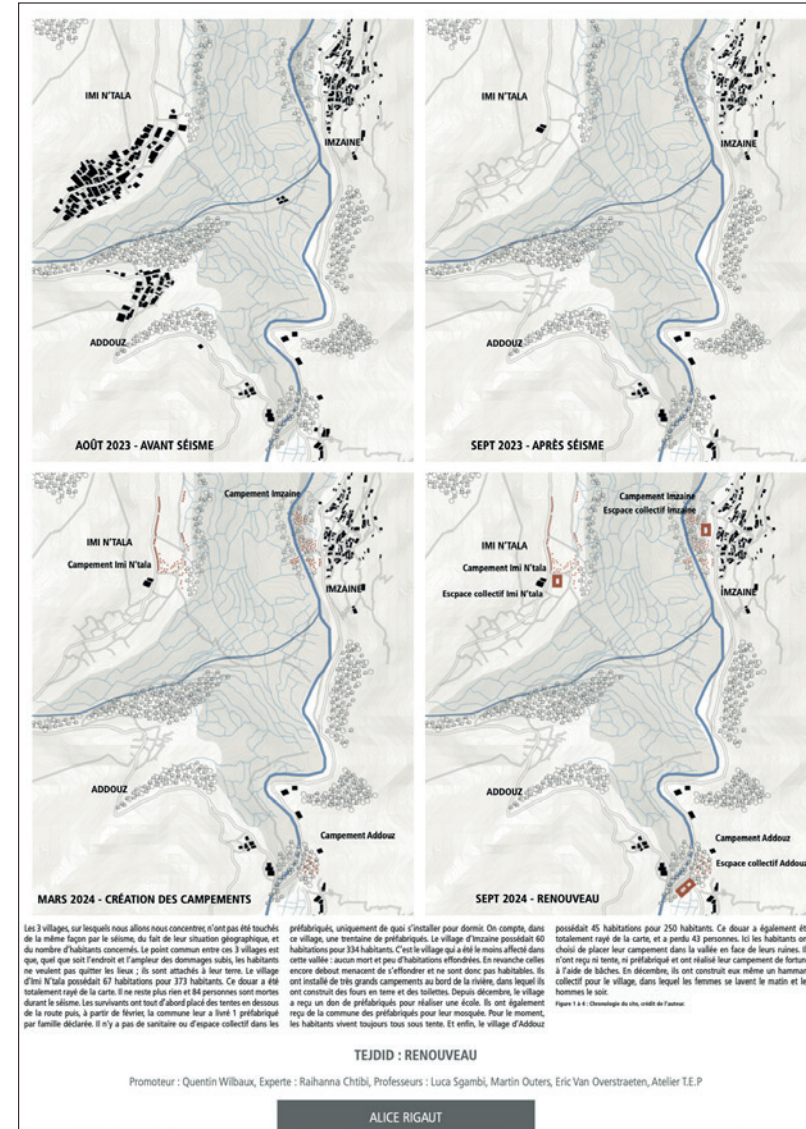 IMI N'TALA
IMZAINE
ADDOUZ
AOÛT 2023 - AVANT SÉISME
IMI N'TALA
IMZAINE
ADDOUZ
SEPT 2023 - APRÈS SÉISME
Campement Imzaine
IMI N'TALA
Campement Imi N'tala
IMZAINE
ADDOUZ
Campement Addouz
MARS 2024 - CRÉATION DES CAMPEMENTS
Campement Imzaine
Escpace collectif Imzaine
IMI N'TALA
Campement Imi N'tala
Escpace collectif Imi N'tala
IMZAINE
ADDOUZ
Campement Addouz
Escpace collectif Addouz
SEPT 2024 - RENOUVEAU
Les 3 villages, sur lesquels nous allons nous concentrer, n'ont pas été touchés
de la même façon par le séisme, du fait de leur situation géographique, et
du nombre d'habitants concernés. Le point commun entre ces 3 villages est
que, quel que soit l'endroit et l'ampleur des dommages subis, les habitants
ne veulent pas quitter les lieux ; ils sont attachés à leur terre. Le village
d'Imi N'tala possédait 67 habitations pour 373 habitants. Ce douar a été
totalement rayé de la carte. Il ne reste plus rien et 84 personnes sont mortes
durant le séisme. Les survivants ont tout d'abord placé des tentes en dessous
de la route puis, à partir de février, la commune leur a livré 1 préfabriqué
par famille déclarée. Il n'y a pas de sanitaire ou d'espace collectif dans les
préfabriqués, uniquement de quoi s'installer pour dormir. On compte, dans
ce village, une trentaine de préfabriqués. Le village d'Imzaine possédait 60
habitations pour 334 habitants. C'est le village qui a été le moins affecté dans
cette vallée : aucun mort et peu d'habitations effondrées. En revanche celles
encore debout menacent de s'effondrer et ne sont donc pas habitables. Ils
ont installé de très grands campements au bord de la rivière, dans lequel ils
ont construit des fours en terre et des toilettes. Depuis décembre, le village
a reçu un don de préfabriqués pour réaliser une école. Ils ont également
reçu de la commune des préfabriqués pour leur mosquée. Pour le moment,
les habitants vivent toujours tous sous tente. Et enfin, le village d'Addouz
possédait 45 habitations pour 250 habitants. Ce douar a également été
totalement rayé de la carte, et a perdu 43 personnes. Ici les habitants on
choisi de placer leur campement dans la vallée en face de leurs ruines. Il
n'ont reçu ni tente, ni préfabriqué et ont réalisé leur campement de fortune
à l'aide de bâches. En décembre, ils ont construit eux même un hammam
collectif pour le village, dans lequel les femmes se lavent le matin et le
hommes le soir.
Figure 1 à 4 : Chronologie du site, crédit de l'auteur.
TEJDID : RENOUVEAU
Promoteur : Quentin Wilbaux, Experte : Raihanna Chtibi, Professeurs : Luca Sgambi, Martin Outers, Eric Van Overstraeten, Atelier T.E.P
ALICE RIGAUT